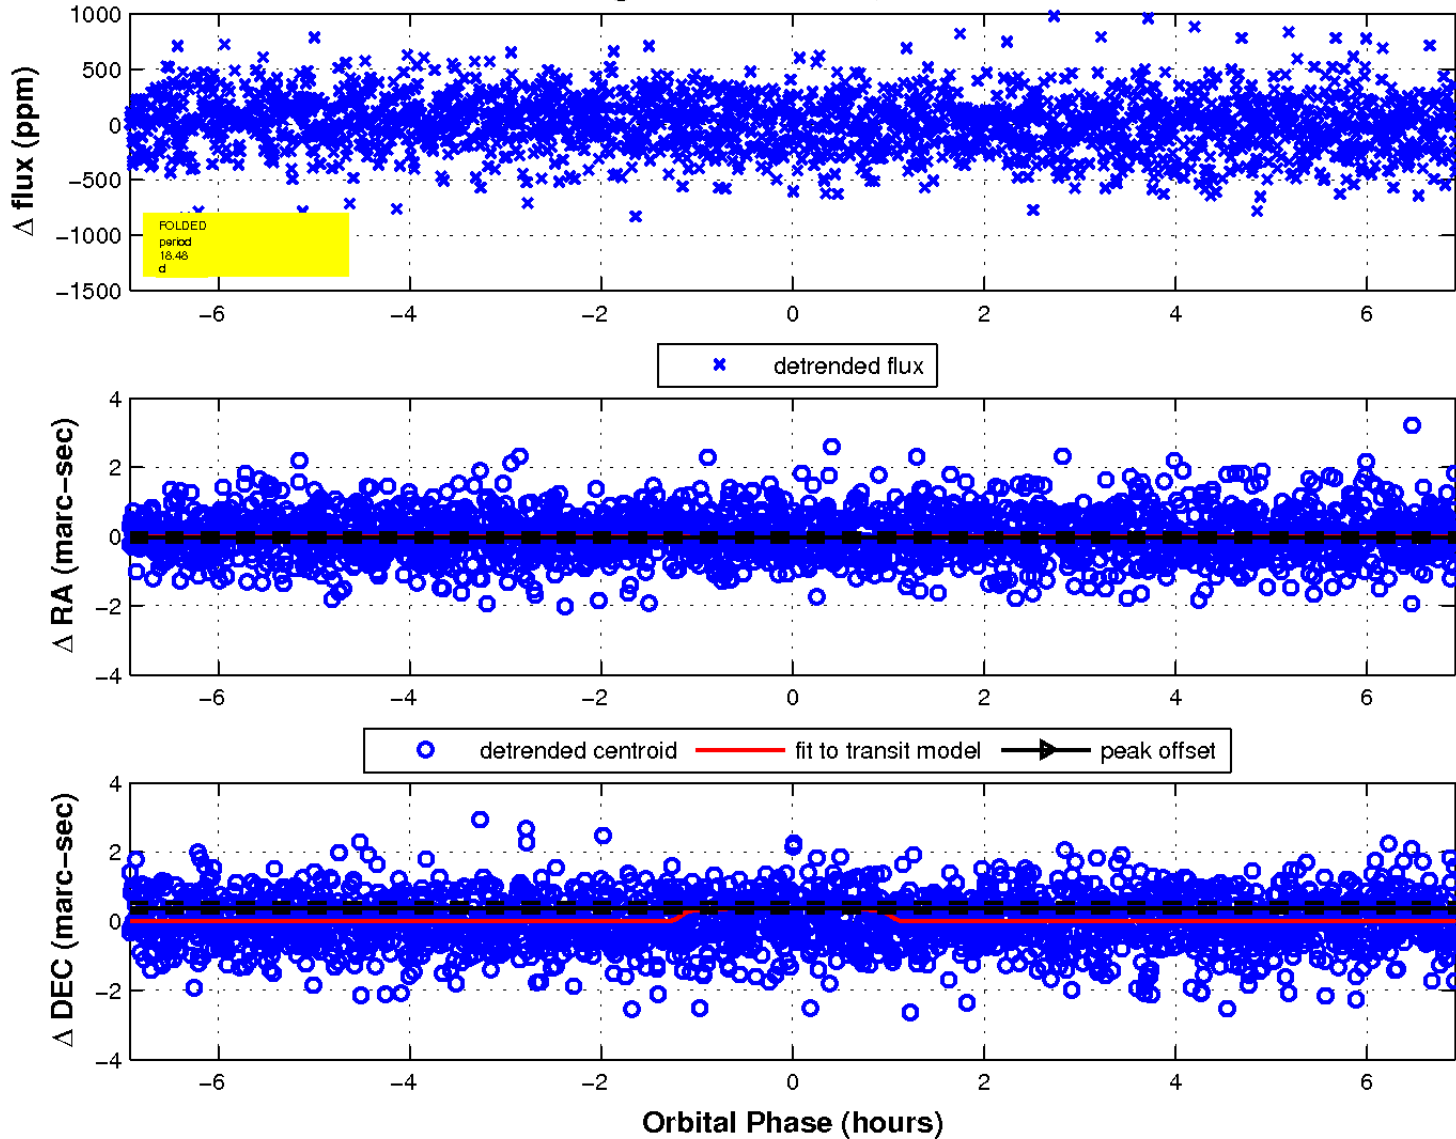 1000
500
0
−500
−1000
−1500
Δ flux (ppm)
FOLDED
period
18.48
d
−6 −4 −2 0 2 4 6
detrended flux
4
2
0
−2
−4
Δ RA (marc−sec)
−6 −4 −2 0 2 4 6
detrended centroid fit to transit model peak offset
4
2
0
−2
−4
Δ DEC (marc−sec)
−6 −4 −2 0 2 4 6
Orbital Phase (hours)